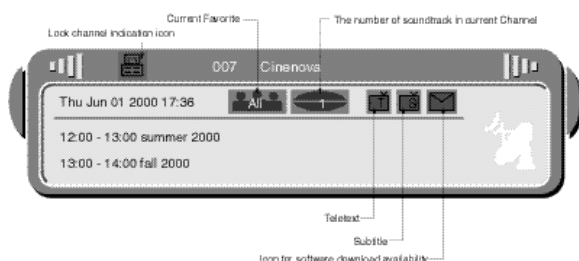 Current Favorite
The number of soundtrack in current Channel
Lock channel indication icon
007 Cinenova
Thu Jun 01 2000 17:36
All
1
T
S
12:00 - 13:00 summer 2000
13:00 - 14:00 fall 2000
Teletext
Subtitle
Icon for software download availability